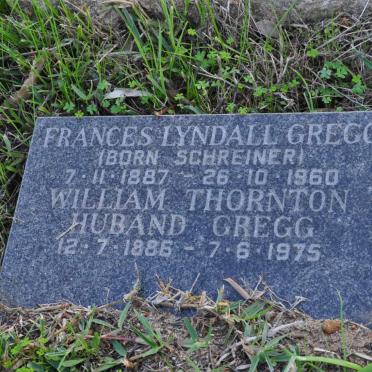 FRANCES LYNDALL GREGG
(BORN SCHREINER)
7·11·1887 - 26·10·1960
WILLIAM THORNTON
HUBAND GREGG
12·7·1886 - 7·6·1975